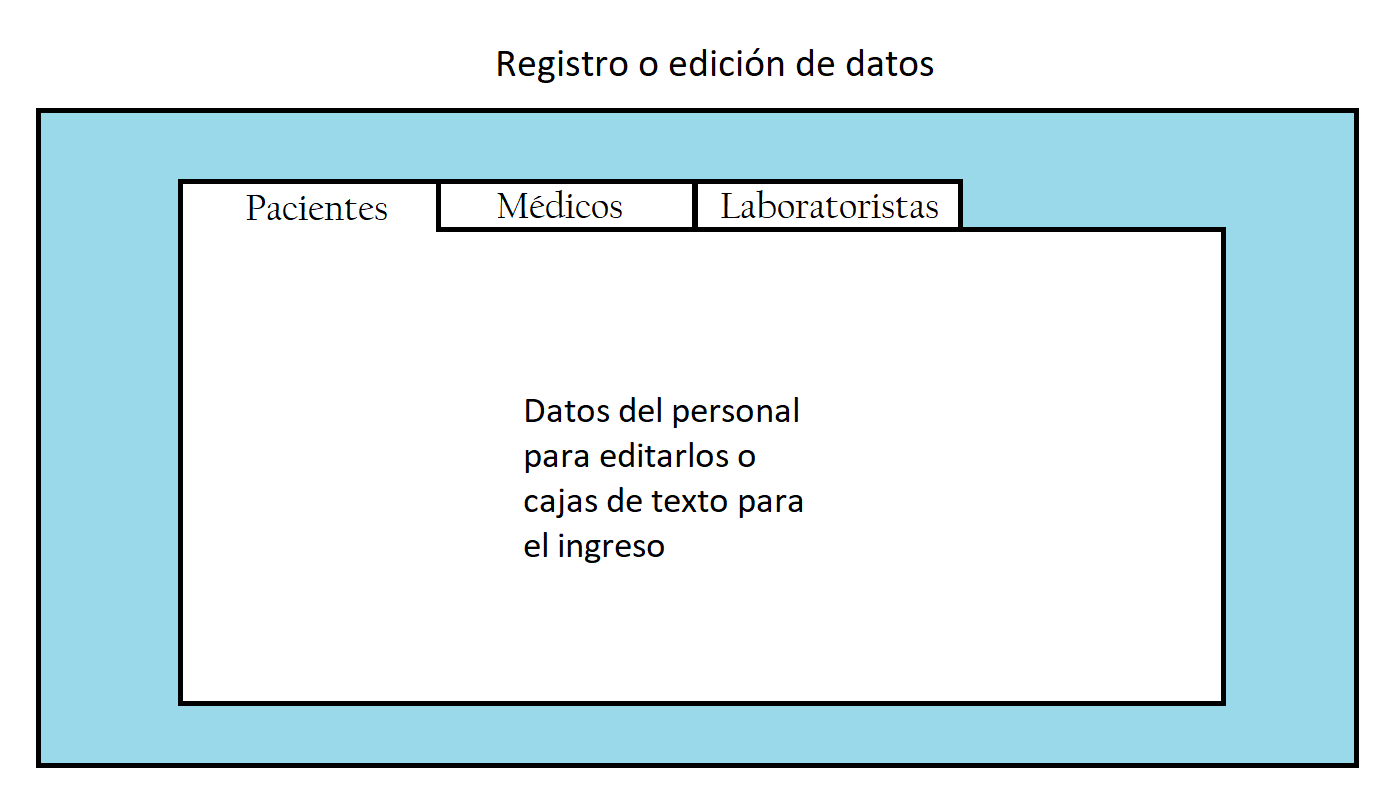 Registro o edición de datos
Pacientes
Médicos
Laboratoristas
Datos del personal
para editarlos o
cajas de texto para
el ingreso